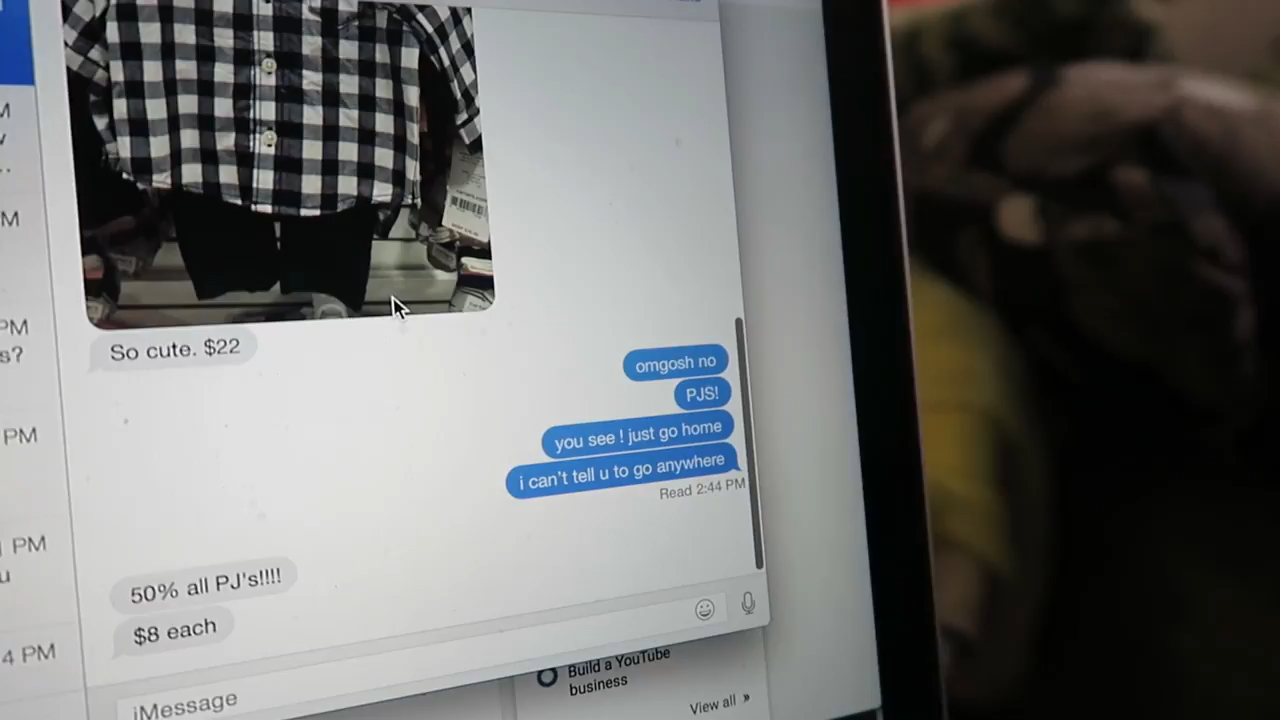 So cute. $22
omgosh no
PJS!
you see ! just go home
i can't tell u to go anywhere
Read 2:44 PM
50% all PJ's!!!!
$8 each
iMessage
PM
s?
PM
PM
u
4 PM
Build a YouTube
business
View all »